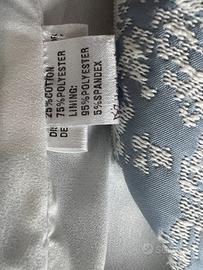 25%COTTON
75%POLYESTER
LINING:
95%POLYESTER
5%SPANDEX